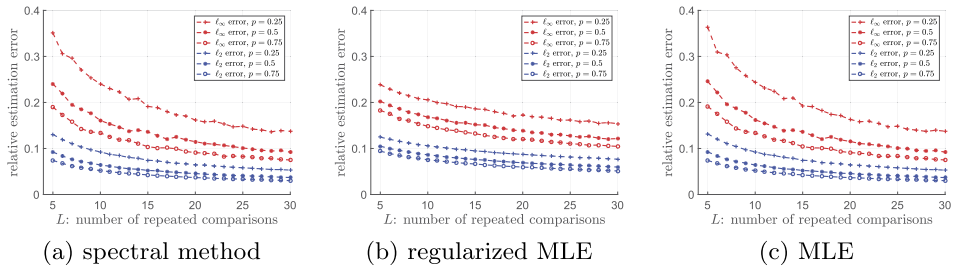 relative estimation error
0.4
0.3
0.2
0.1
0
ℓ∞ error, p = 0.25
ℓ∞ error, p = 0.5
ℓ∞ error, p = 0.75
ℓ2 error, p = 0.25
ℓ2 error, p = 0.5
ℓ2 error, p = 0.75
5 10 15 20 25 30
L: number of repeated comparisons
(a) spectral method
relative estimation error
0.4
0.3
0.2
0.1
0
ℓ∞ error, p = 0.25
ℓ∞ error, p = 0.5
ℓ∞ error, p = 0.75
ℓ2 error, p = 0.25
ℓ2 error, p = 0.5
ℓ2 error, p = 0.75
5 10 15 20 25 30
L: number of repeated comparisons
(b) regularized MLE
relative estimation error
0.4
0.3
0.2
0.1
0
ℓ∞ error, p = 0.25
ℓ∞ error, p = 0.5
ℓ∞ error, p = 0.75
ℓ2 error, p = 0.25
ℓ2 error, p = 0.5
ℓ2 error, p = 0.75
5 10 15 20 25 30
L: number of repeated comparisons
(c) MLE